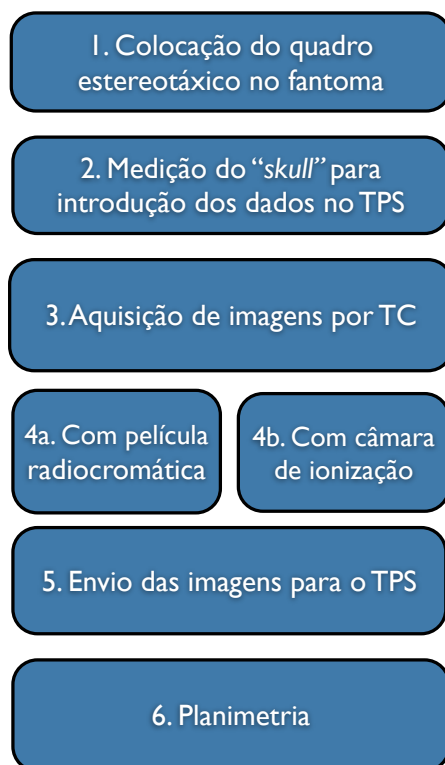 1. Colocação do quadro
estereotáxico no fantoma
2. Medição do “skull” para
introdução dos dados no TPS
3. Aquisição de imagens por TC
4a. Com película
radiocromática
4b. Com câmara
de ionização
5. Envio das imagens para o TPS
6. Planimetria